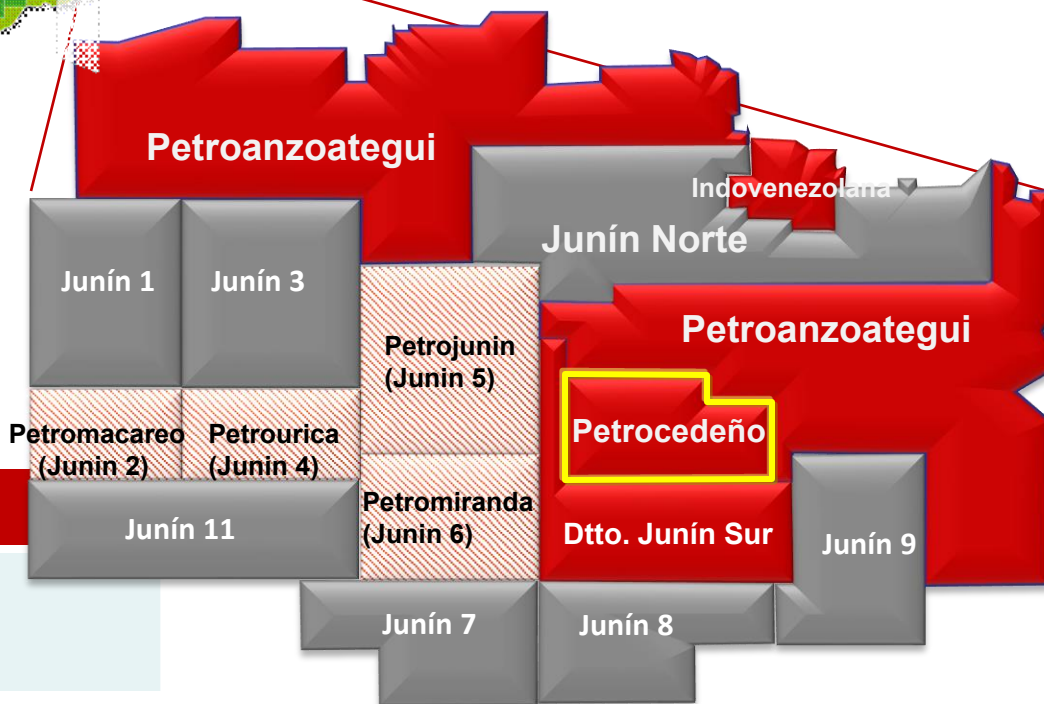 Petroanzoategui
Indovenezolana
Junín Norte
Junín 1
Junín 3
Petroanzoategui
Petrojunin
(Junin 5)
Petrocedeño
Petromacareo
(Junin 2)
Petrourica
(Junin 4)
Petromiranda
(Junin 6)
Junín 11
Dtto. Junín Sur
Junín 9
Junín 7
Junín 8